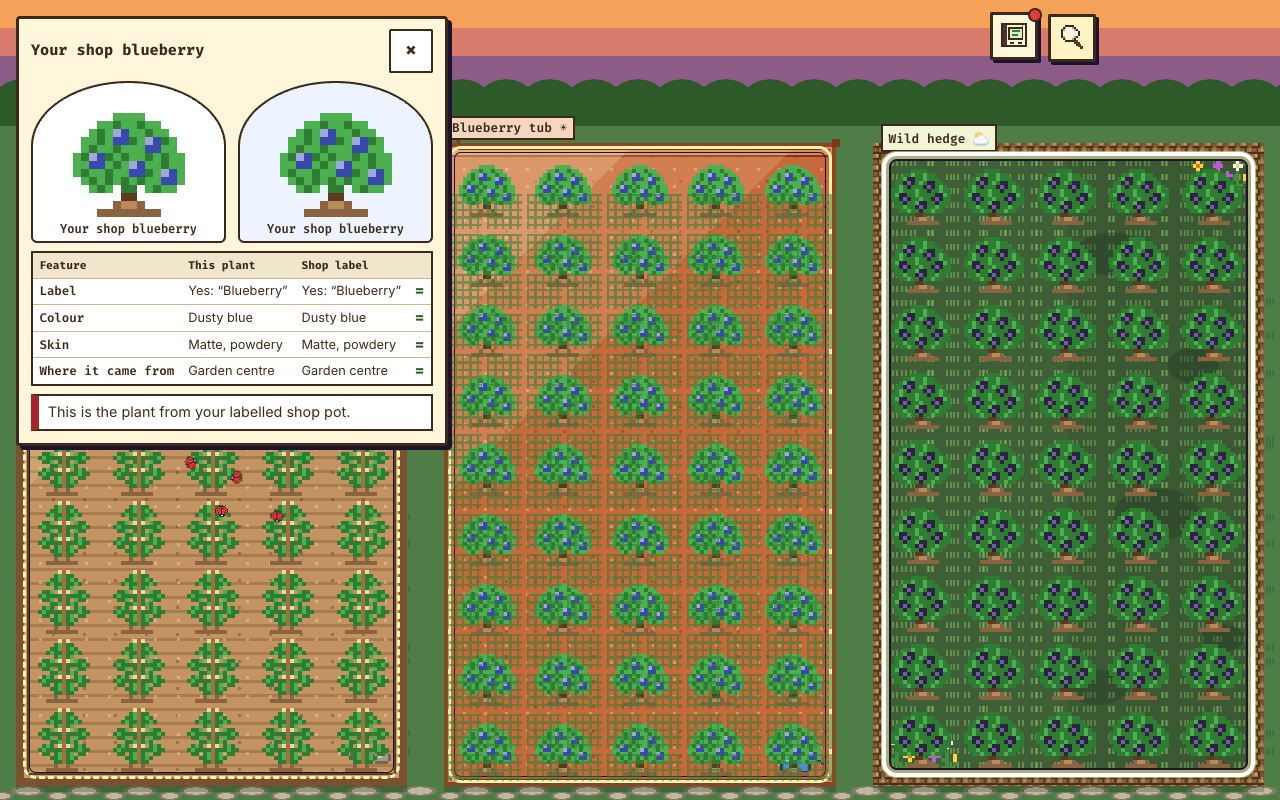 Your shop blueberry
×
Your shop blueberry
Your shop blueberry
Feature This plant Shop label
Label Yes: “Blueberry” Yes: “Blueberry” =
Colour Dusty blue Dusty blue =
Skin Matte, powdery Matte, powdery =
Where it came from Garden centre Garden centre =
This is the plant from your labelled shop pot.
Blueberry tub ☀
Wild hedge ⛅